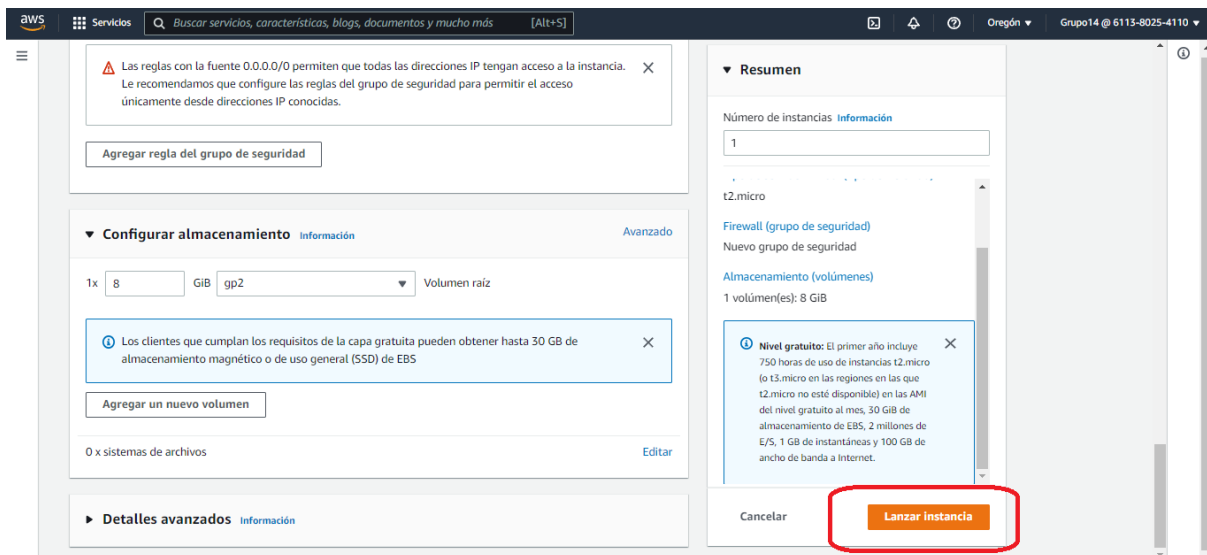 aws
Servicios
Buscar servicios, características, blogs, documentos y mucho más [Alt+S]
Oregón
Grupo14 @ 6113-8025-4110
Las reglas con la fuente 0.0.0.0/0 permiten que todas las direcciones IP tengan acceso a la instancia.
Le recomendamos que configure las reglas del grupo de seguridad para permitir el acceso
únicamente desde direcciones IP conocidas.
Agregar regla del grupo de seguridad
Configurar almacenamiento Información
Avanzado
1x 8 GiB gp2 Volumen raíz
Los clientes que cumplan los requisitos de la capa gratuita pueden obtener hasta 30 GB de
almacenamiento magnético o de uso general (SSD) de EBS
Agregar un nuevo volumen
0 x sistemas de archivos
Editar
Detalles avanzados Información
Resumen
Número de instancias Información
1
t2.micro
Firewall (grupo de seguridad)
Nuevo grupo de seguridad
Almacenamiento (volúmenes)
1 volúmen(es): 8 GiB
Nivel gratuito: El primer año incluye
750 horas de uso de instancias t2.micro
(o t3.micro en las regiones en las que
t2.micro no esté disponible) en las AMI
del nivel gratuito al mes, 30 GiB de
almacenamiento de EBS, 2 millones de
E/S, 1 GB de instantáneas y 100 GB de
ancho de banda a Internet.
Cancelar
Lanzar instancia